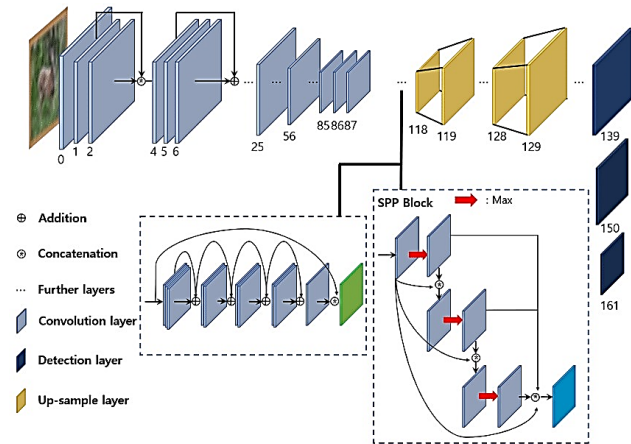 0 1 2 4 5 6 25 56 85 86 87 118 119 128 129 139
150
161
SPP Block : Max
Addition
Concatenation
··· Further layers
Convolution layer
Detection layer
Up-sample layer